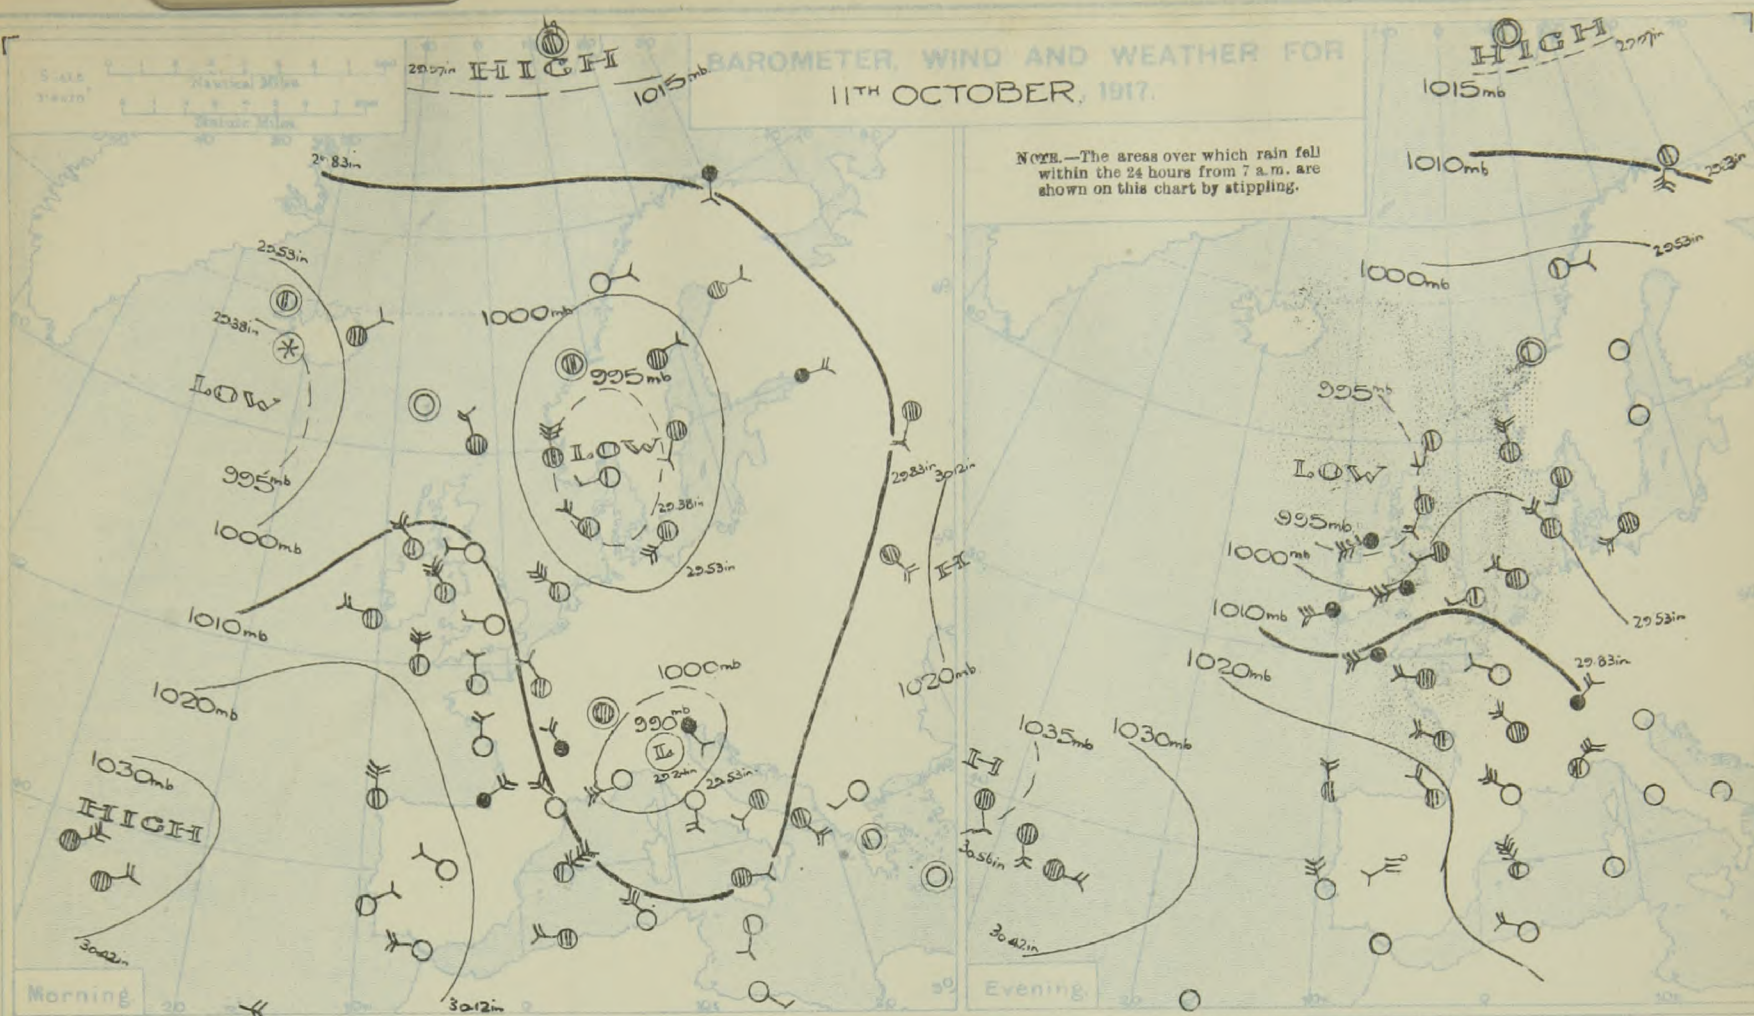 BAROMETER, WIND AND WEATHER FOR
11TH OCTOBER, 1917.
NOTE.—The areas over which rain fell
within the 24 hours from 7 a.m. are
shown on this chart by stippling.
Nautical Miles
Statute Miles
HIGH
1015mb
29.83in
29.53in
29.38in
LOW
995mb
1000mb
1000mb
995mb
LOW
29.38in
29.53in
29.83in
30.12in
H
1020mb
1010mb
1020mb
1000mb
990mb
L
29.53in
1030mb
HIGH
30.42in
30.12in
Morning
HIGH
1015mb
1010mb
1000mb
29.53in
995mb
LOW
995mb
1000mb
1010mb
29.53in
29.83in
1020mb
1035mb
1030mb
H
30.56in
30.42in
Evening.